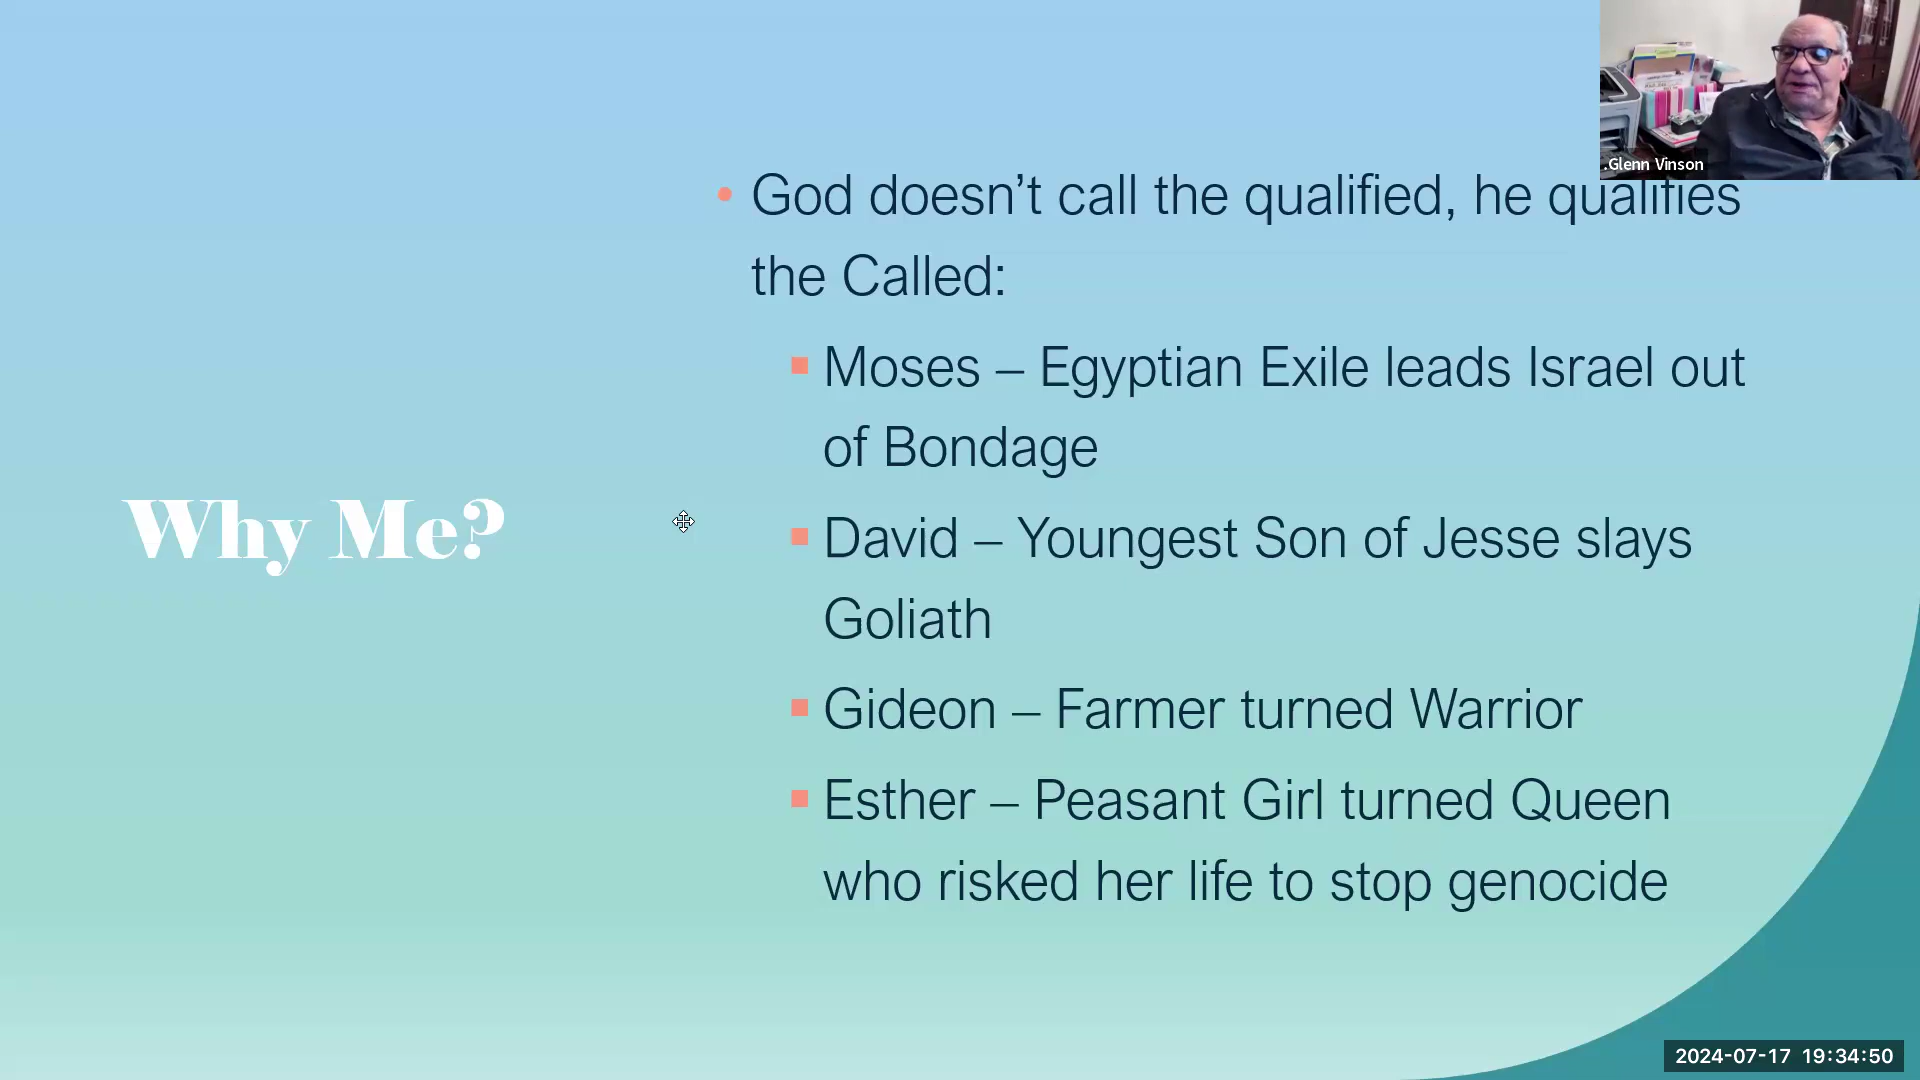 .Glenn Vinson
God doesn’t call the qualified, he qualifies
the Called:
Moses – Egyptian Exile leads Israel out
of Bondage
Why Me?
David – Youngest Son of Jesse slays
Goliath
Gideon – Farmer turned Warrior
Esther – Peasant Girl turned Queen
who risked her life to stop genocide
2024-07-17 19:34:50